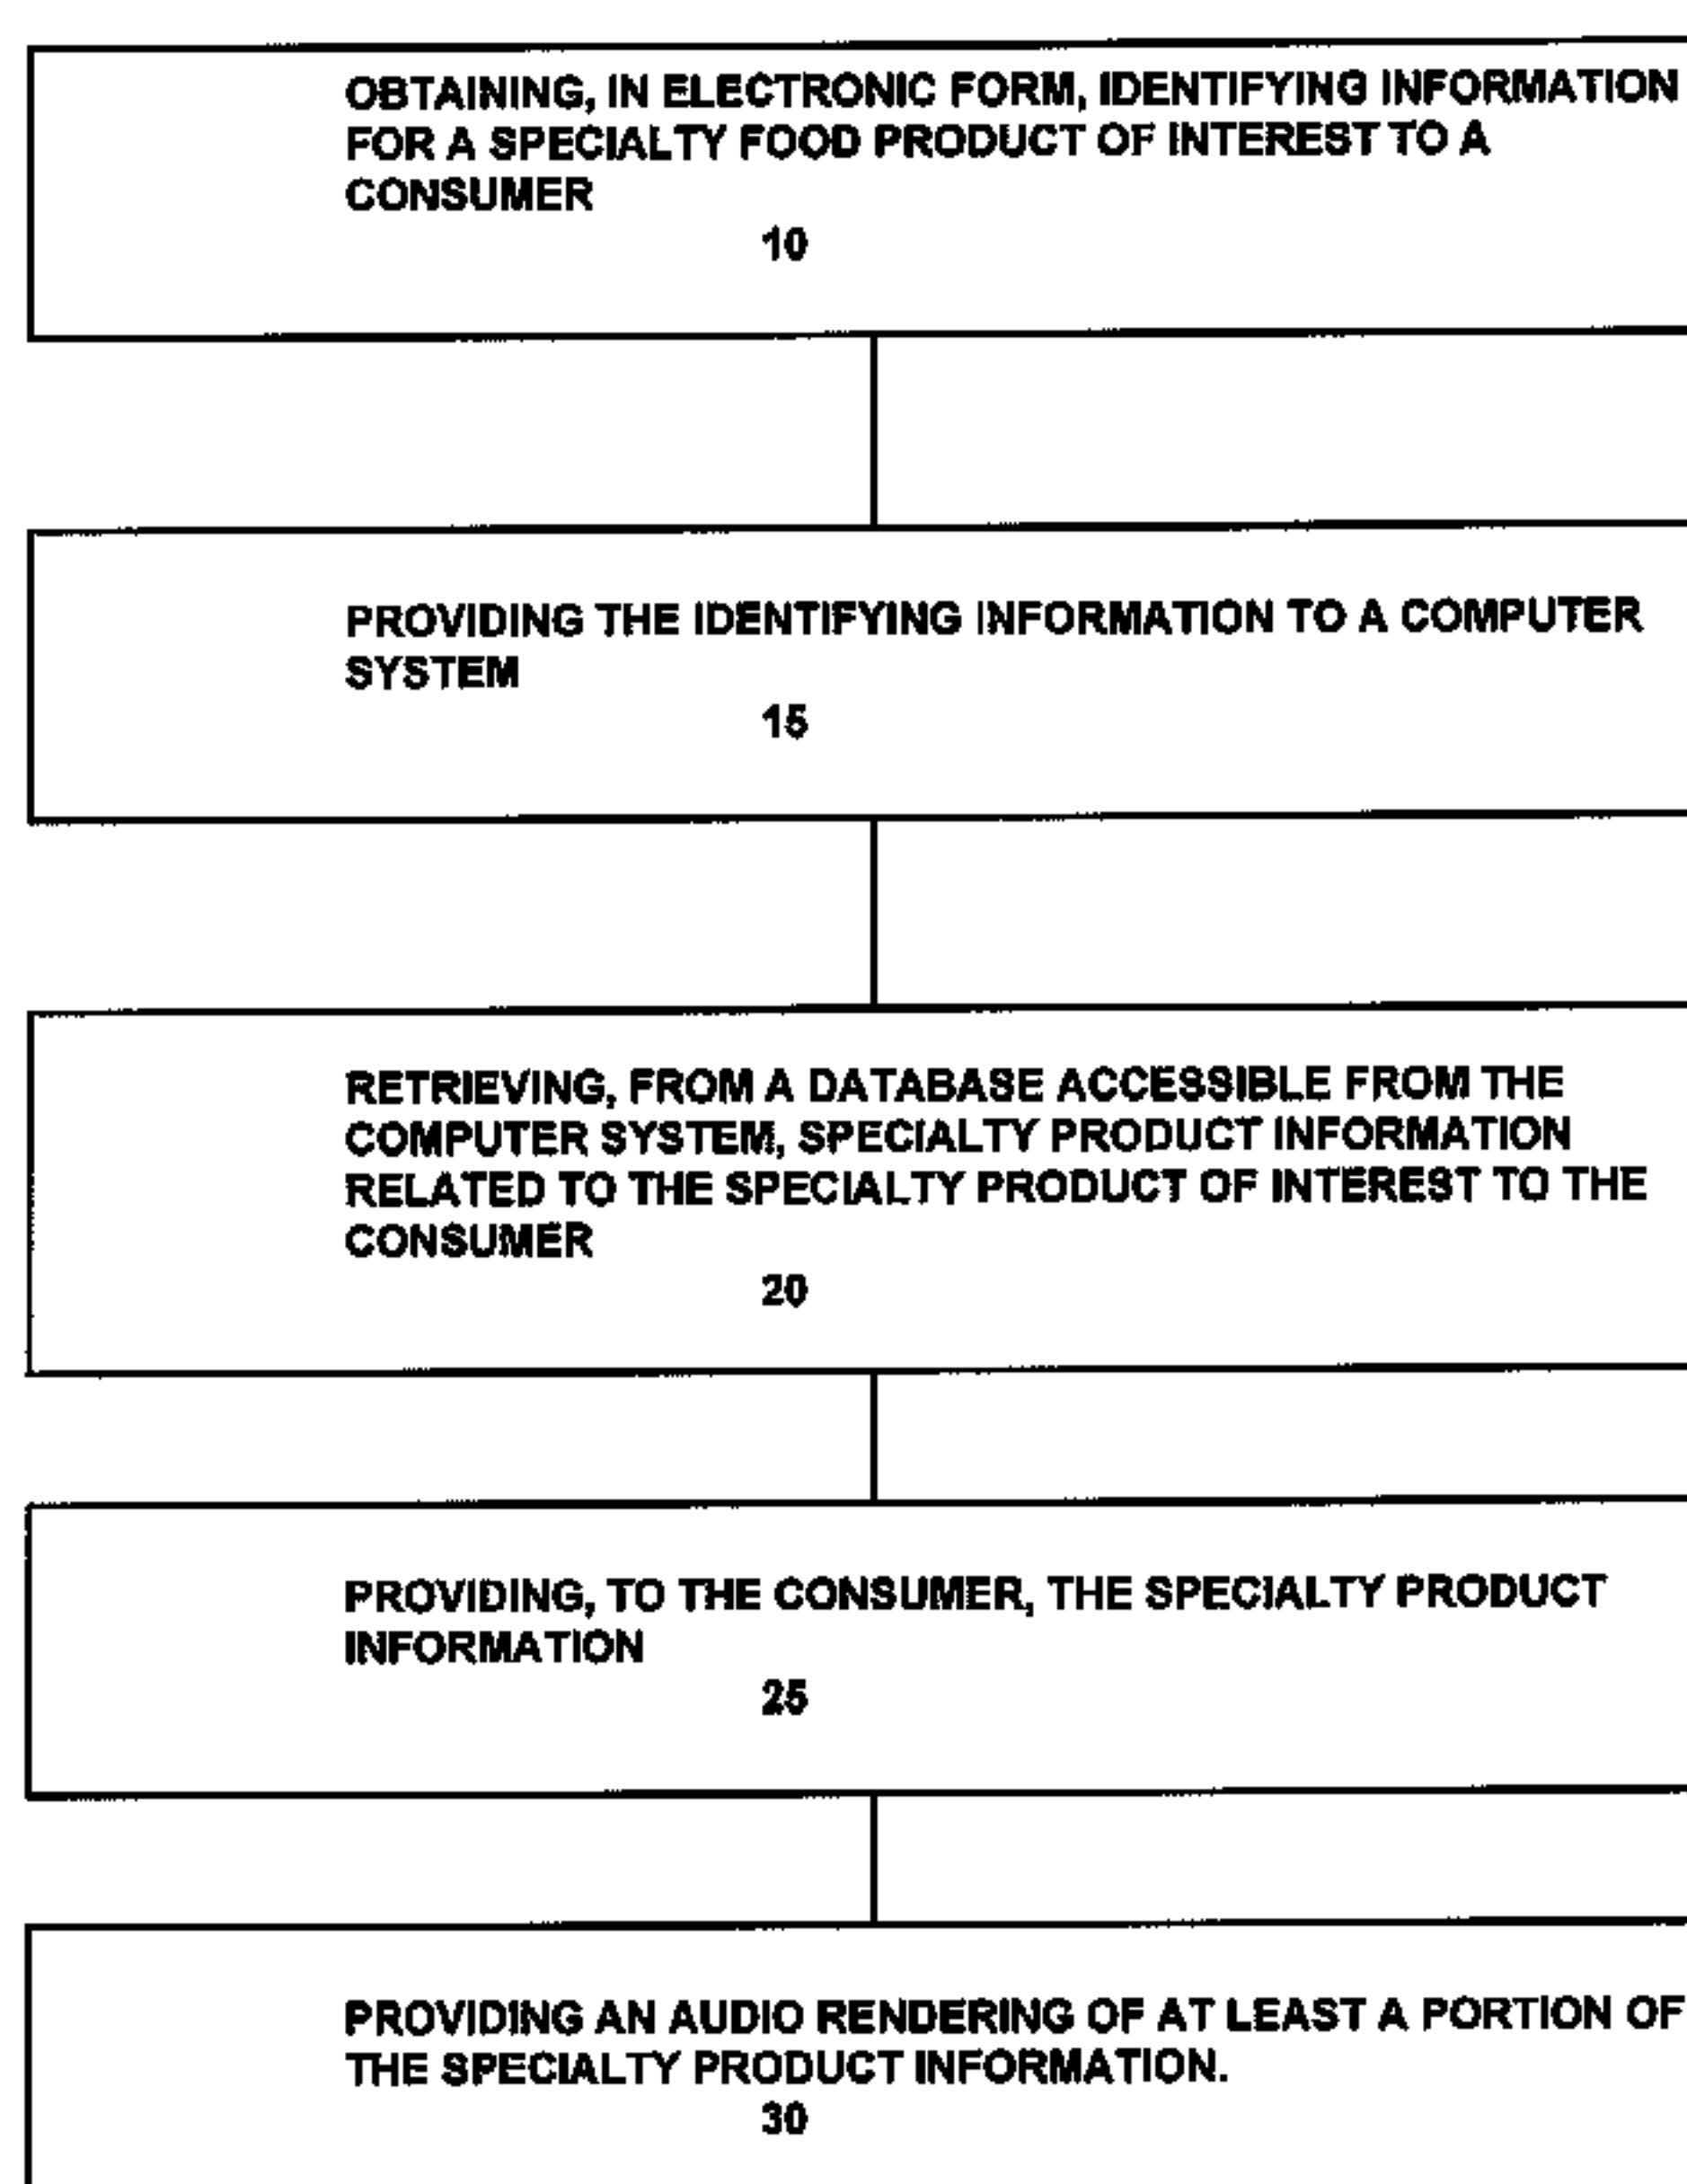 OBTAINING, IN ELECTRONIC FORM, IDENTIFYING INFORMATION
FOR A SPECIALTY FOOD PRODUCT OF INTEREST TO A
CONSUMER
10
PROVIDING THE IDENTIFYING INFORMATION TO A COMPUTER
SYSTEM
15
RETRIEVING, FROM A DATABASE ACCESSIBLE FROM THE
COMPUTER SYSTEM, SPECIALTY PRODUCT INFORMATION
RELATED TO THE SPECIALTY PRODUCT OF INTEREST TO THE
CONSUMER
20
PROVIDING, TO THE CONSUMER, THE SPECIALTY PRODUCT
INFORMATION
25
PROVIDING AN AUDIO RENDERING OF AT LEAST A PORTION OF
THE SPECIALTY PRODUCT INFORMATION.
30